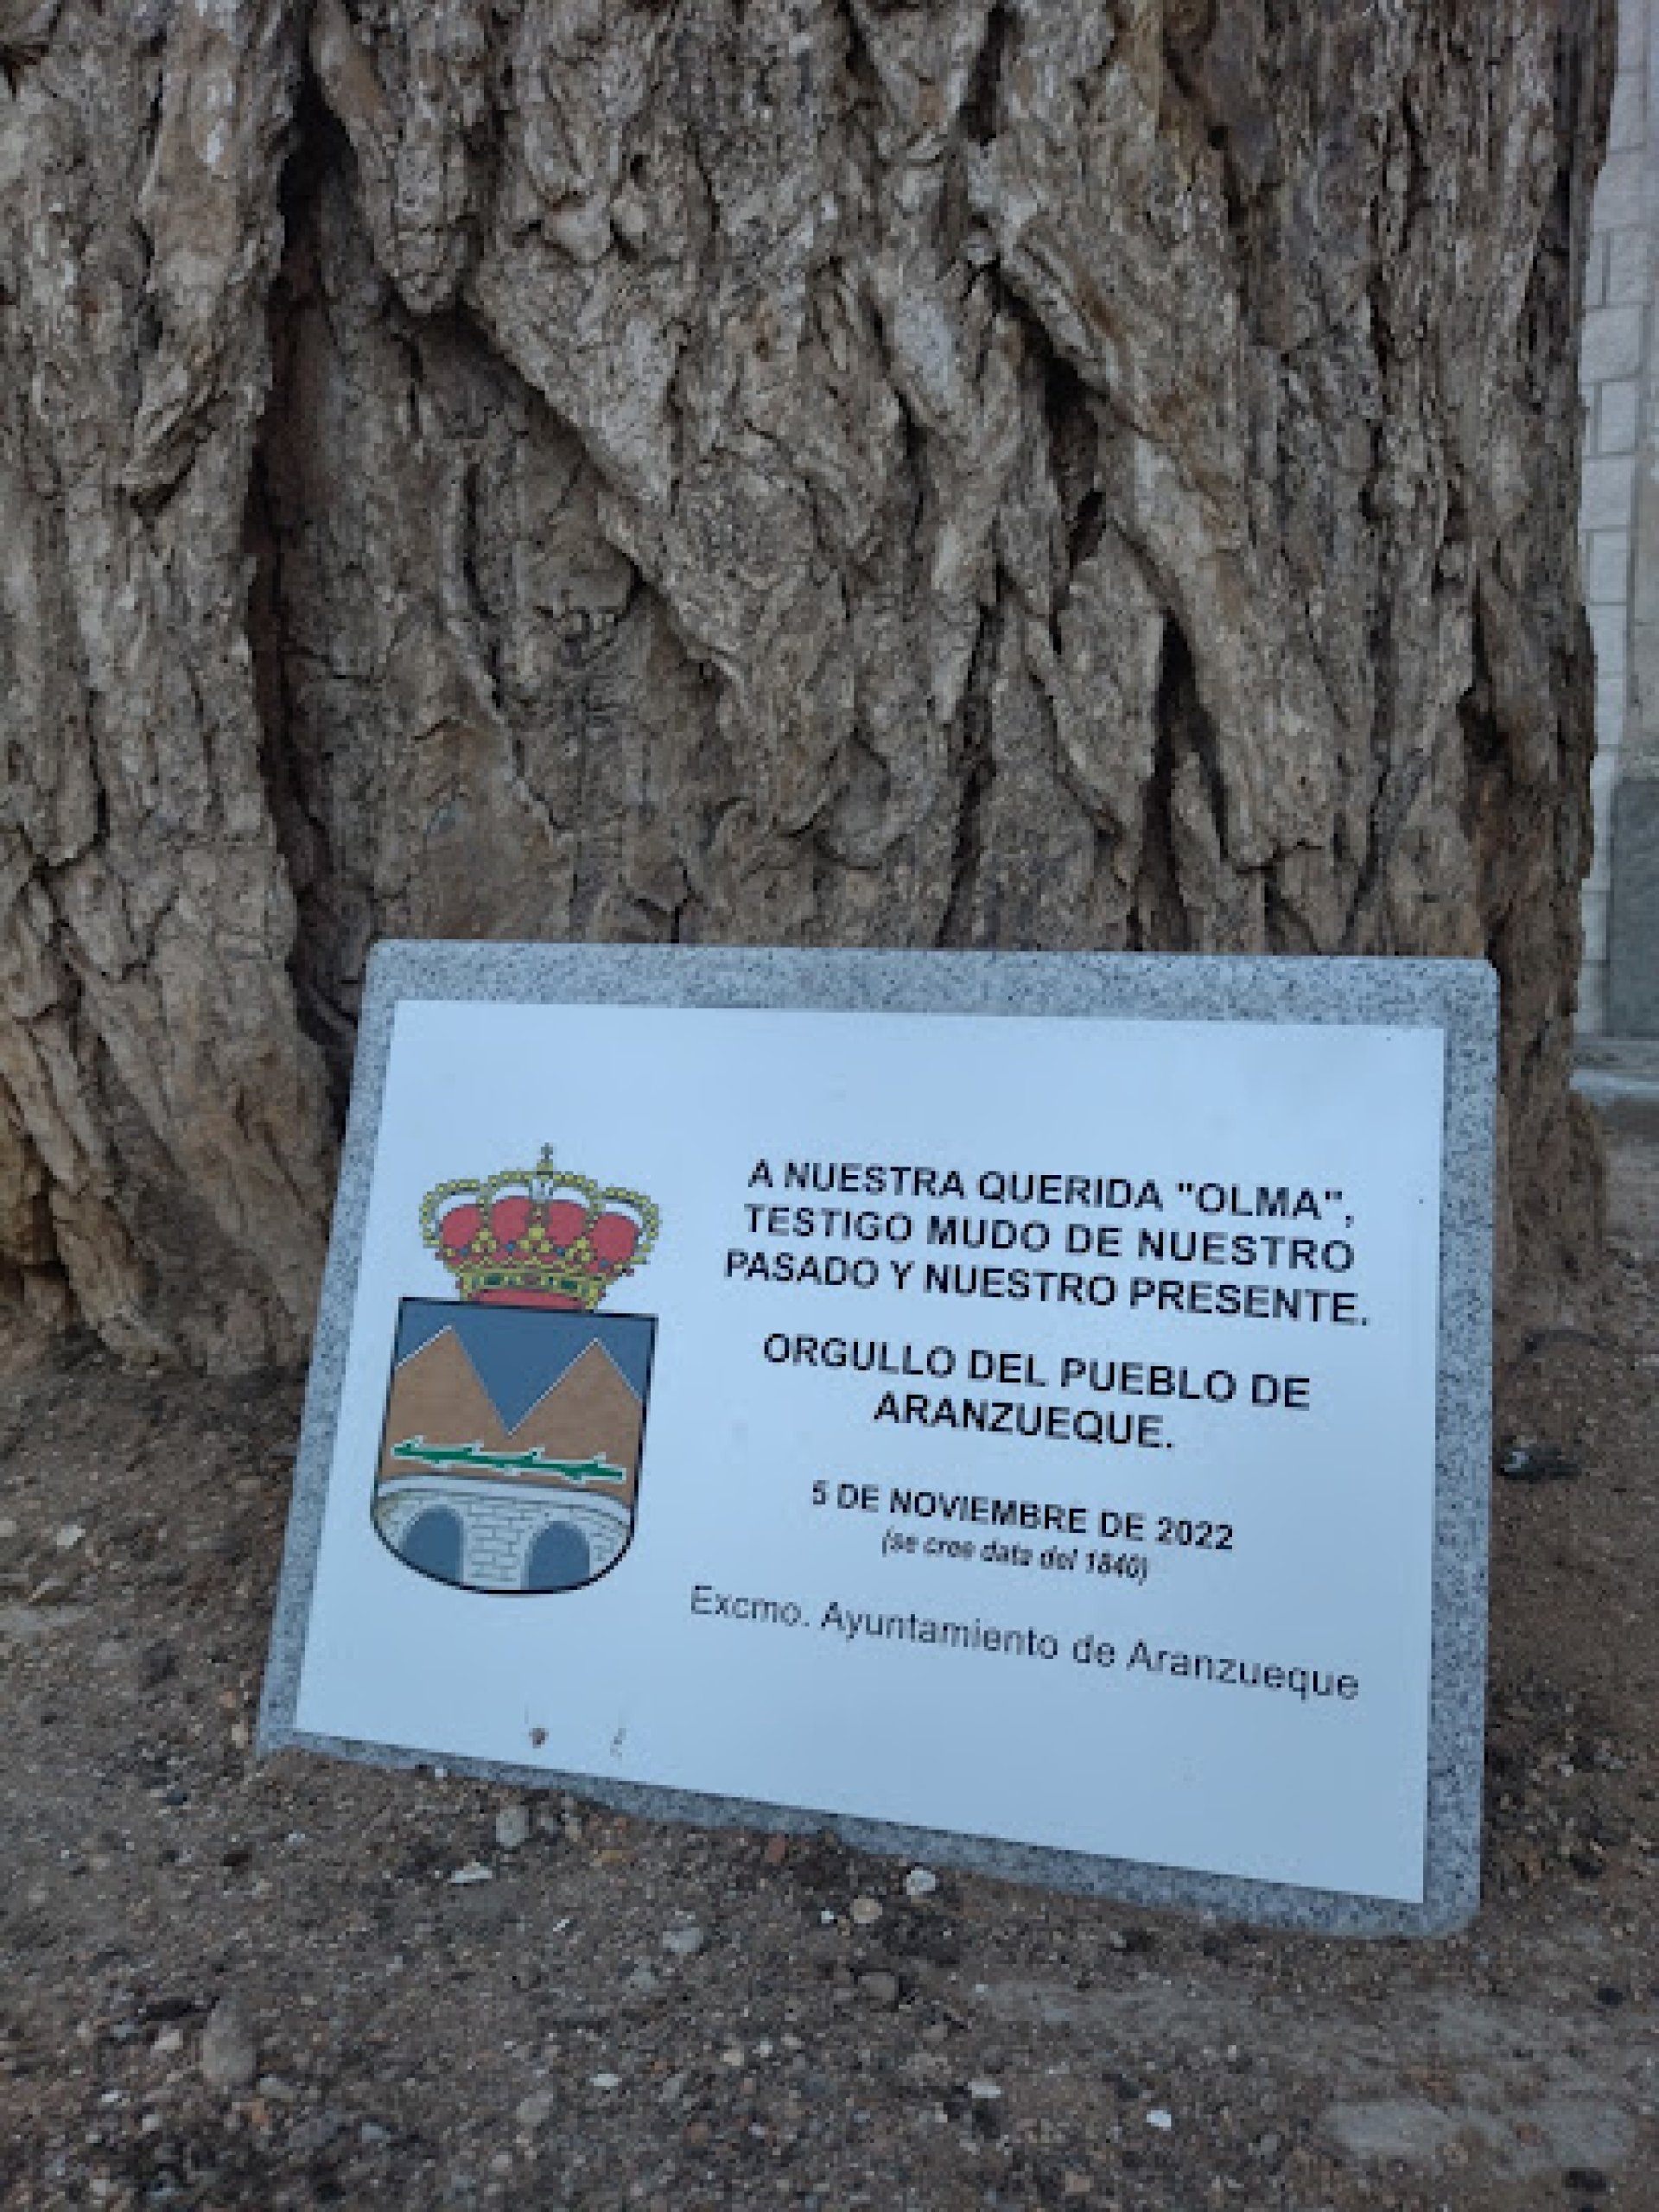 A NUESTRA QUERIDA "OLMA",
TESTIGO MUDO DE NUESTRO
PASADO Y NUESTRO PRESENTE.
ORGULLO DEL PUEBLO DE
ARANZUEQUE.
5 DE NOVIEMBRE DE 2022
(se cree data del 1840)
Excmo. Ayuntamiento de Aranzueque